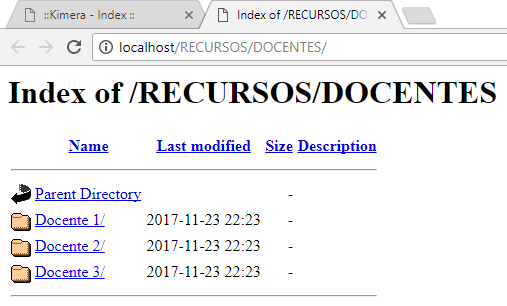 ::Kimera - Index ::
Index of /RECURSOS/DO
localhost/RECURSOS/DOCENTES/
Index of /RECURSOS/DOCENTES
Name Last modified Size Description
Parent Directory -
Docente 1/ 2017-11-23 22:23 -
Docente 2/ 2017-11-23 22:23 -
Docente 3/ 2017-11-23 22:23 -